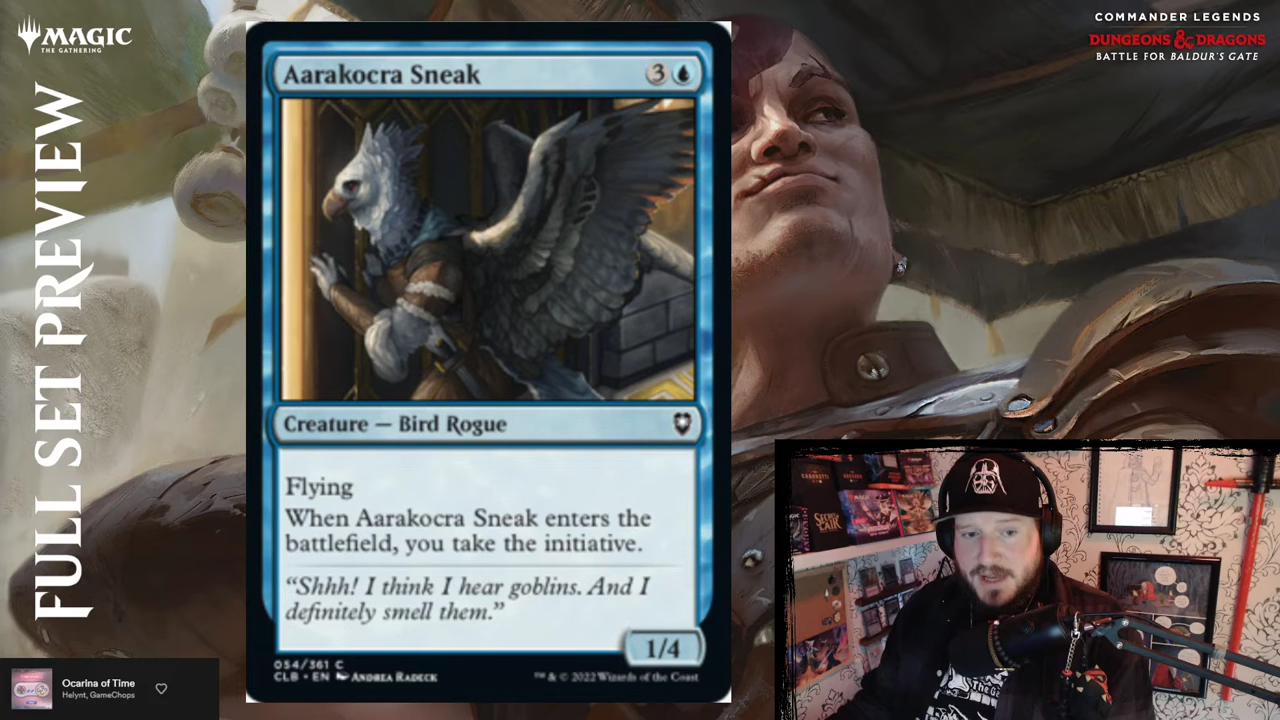 MAGIC
THE GATHERING
FULL SET PREVIEW
Aarakocra Sneak
3
Creature — Bird Rogue
Flying
When Aarakocra Sneak enters the
battlefield, you take the initiative.
“Shhh! I think I hear goblins. And I
definitely smell them.”
1/4
054/361 C
CLB • EN ANDREA RADECK
™ & © 2022 Wizards of the Coast
COMMANDER LEGENDS
DUNGEONS & DRAGONS
BATTLE FOR BALDUR'S GATE
Ocarina of Time
Helynt, GameChops
SECRET
LAIR